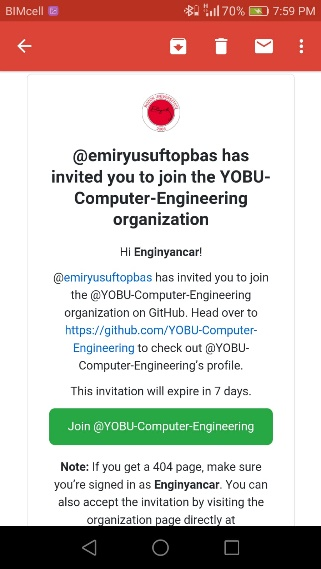 BIMcell 70% 7:59 PM
@emiryusuftopbas has
invited you to join the YOBU-
Computer-Engineering
organization
Hi Enginyancar!
@emiryusuftopbas has invited you to join
the @YOBU-Computer-Engineering
organization on GitHub. Head over to
https://github.com/YOBU-Computer-
Engineering to check out @YOBU-
Computer-Engineering's profile.
This invitation will expire in 7 days.
Join @YOBU-Computer-Engineering
Note: If you get a 404 page, make sure
you're signed in as Enginyancar. You can
also accept the invitation by visiting the
organization page directly at